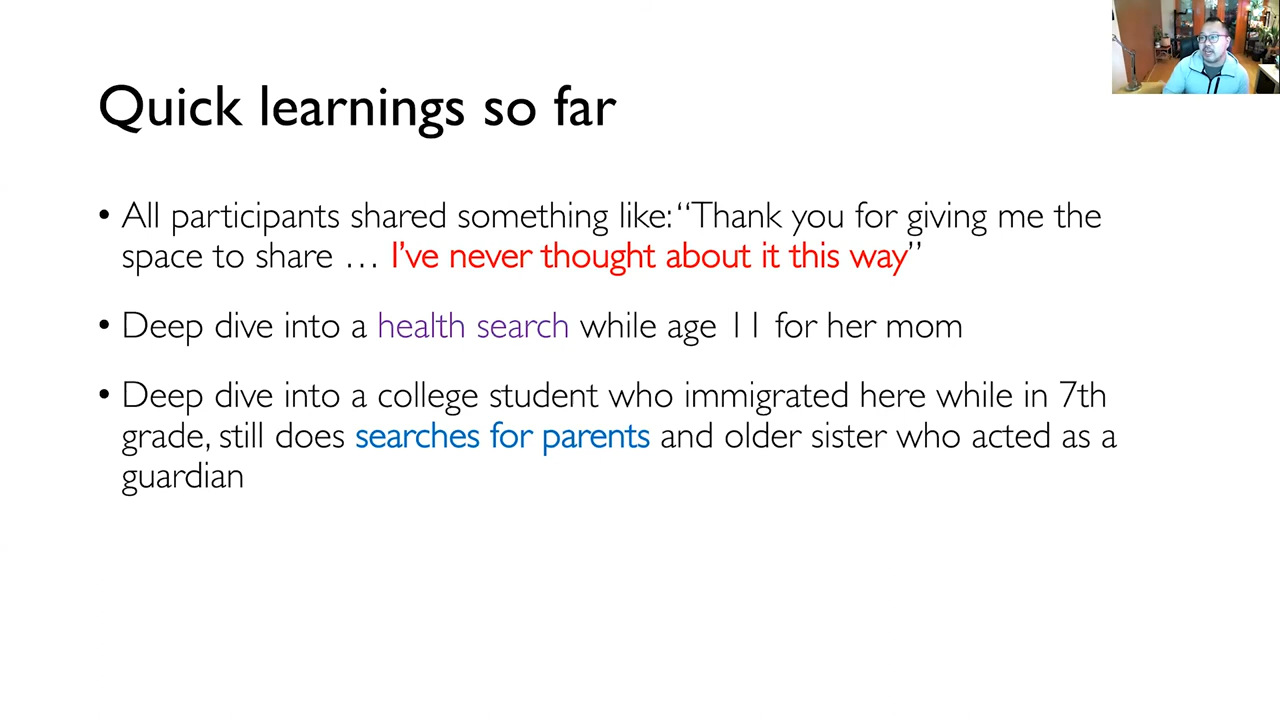 Quick learnings so far
• All participants shared something like: “Thank you for giving me the
space to share … I’ve never thought about it this way”
• Deep dive into a health search while age 11 for her mom
• Deep dive into a college student who immigrated here while in 7th
grade, still does searches for parents and older sister who acted as a
guardian